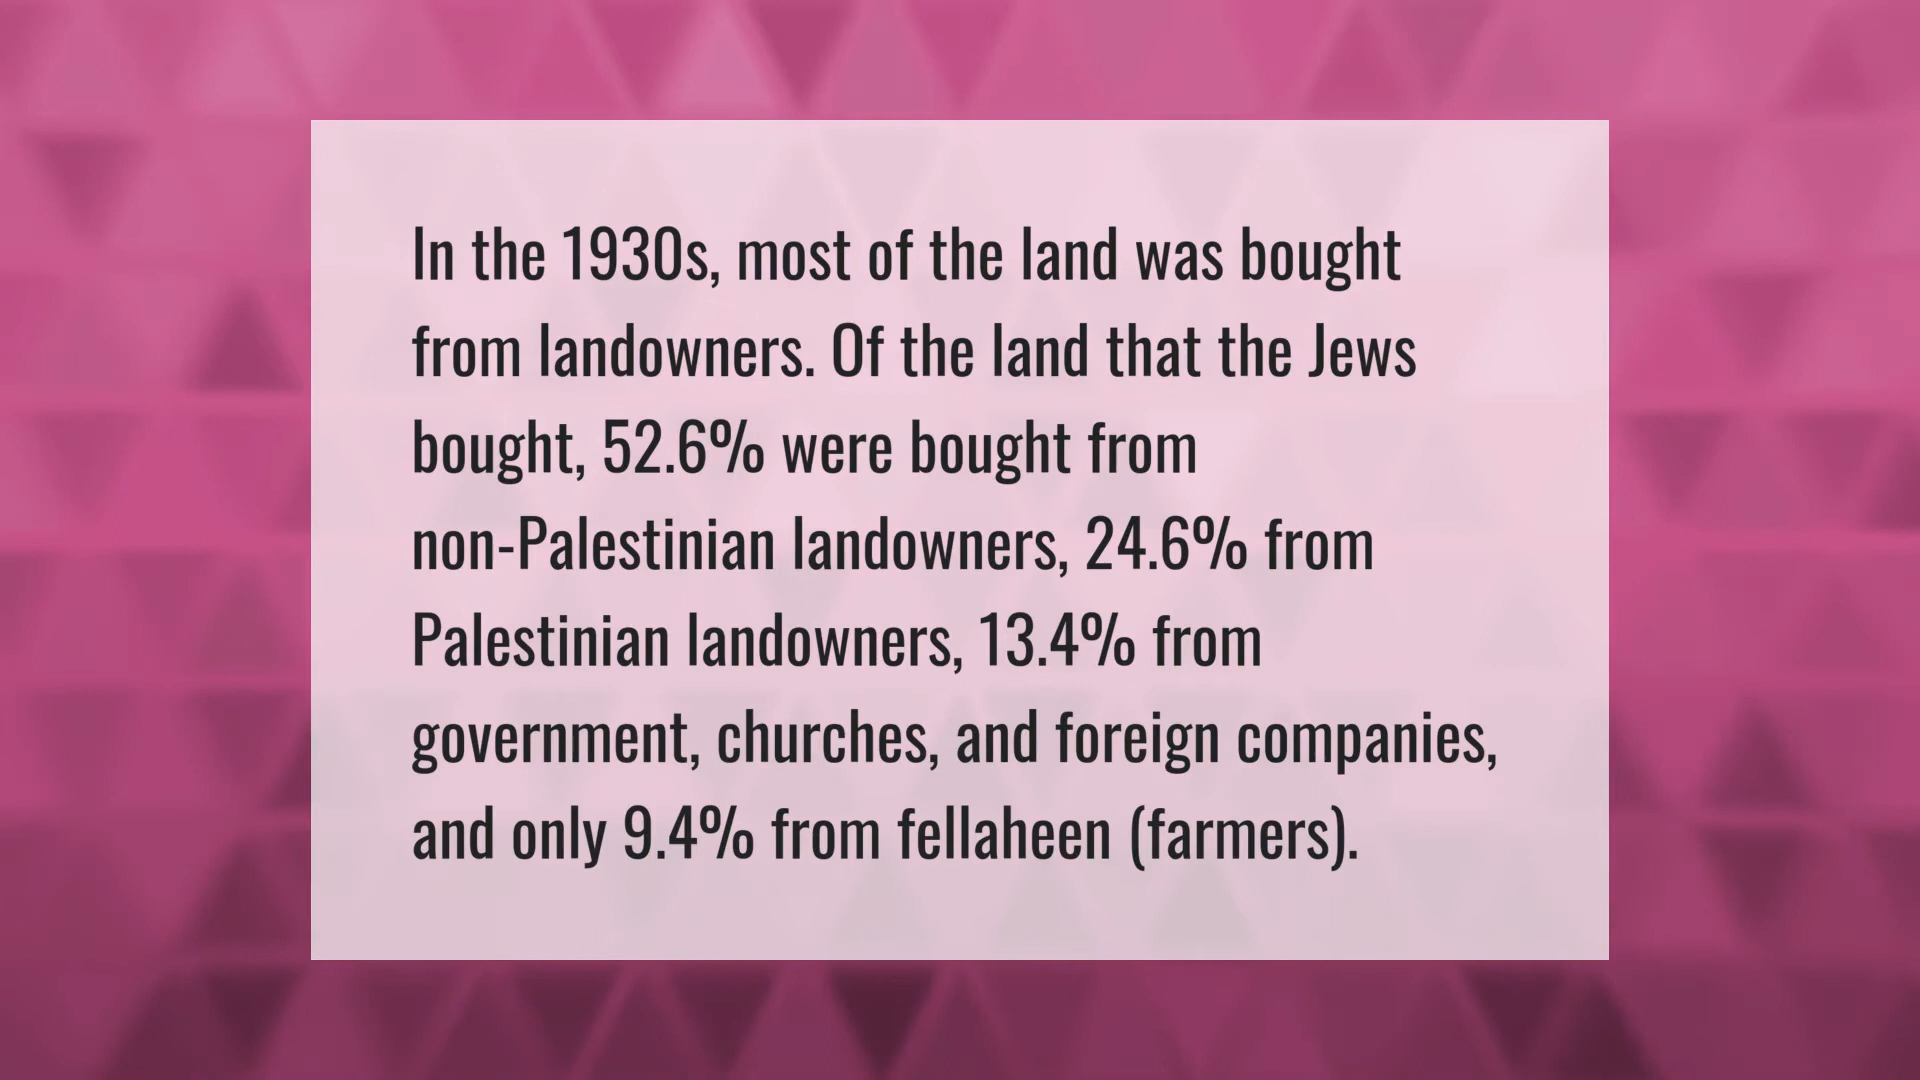 In the 1930s, most of the land was bought
from landowners. Of the land that the Jews
bought, 52.6% were bought from
non-Palestinian landowners, 24.6% from
Palestinian landowners, 13.4% from
government, churches, and foreign companies,
and only 9.4% from fellaheen (farmers).